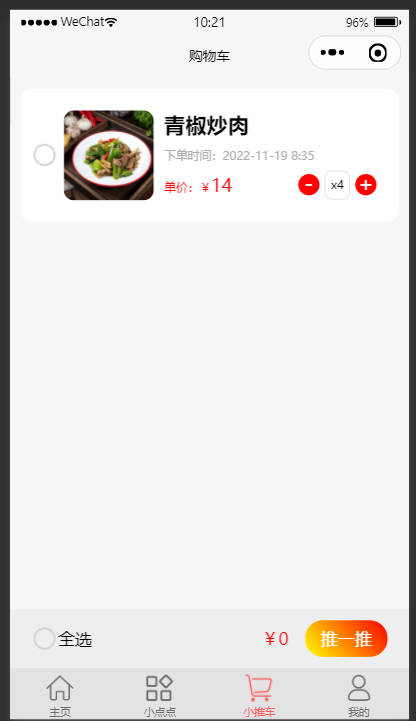 WeChat 10:21 96%
购物车
青椒炒肉
下单时间：2022-11-19 8:35
单价：￥14 - x4 +
全选 ￥0 推一推
主页 小点点 小推车 我的